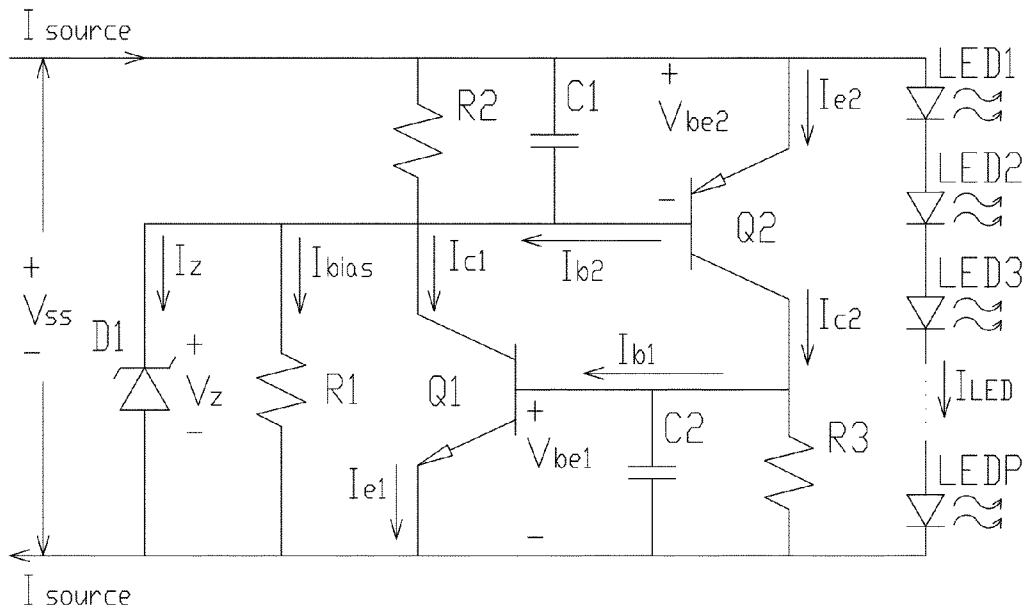 I source
LED1
R2
C1
+
Vbe2
-
Ie2
LED2
Q2
Iz
Ibias
Ic1
Ib2
+
Vss
-
LED3
Ic2
D1
+
Vz
-
R1
Q1
Ib1
ILED
+
Vbe1
-
C2
R3
Ie1
LEDP
I source